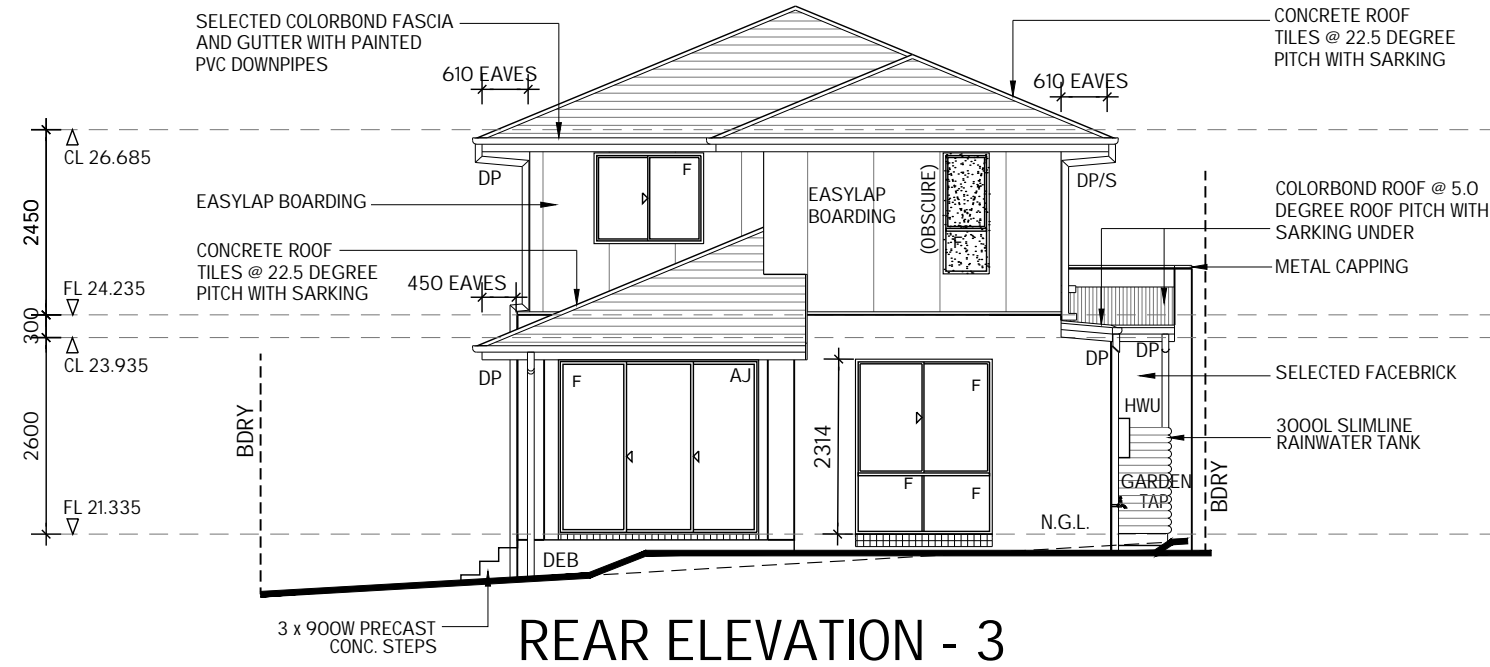 SELECTED COLORBOND FASCIA
AND GUTTER WITH PAINTED
PVC DOWNPIPES
CONCRETE ROOF
TILES @ 22.5 DEGREE
PITCH WITH SARKING
610 EAVES
610 EAVES
CL 26.685
DP
F
DP/S
EASYLAP BOARDING
EASYLAP
BOARDING
(OBSCURE)
F
COLORBOND ROOF @ 5.0
DEGREE ROOF PITCH WITH
SARKING UNDER
2450
CONCRETE ROOF
TILES @ 22.5 DEGREE
PITCH WITH SARKING
450 EAVES
METAL CAPPING
FL 24.235
300
CL 23.935
DP
F
AJ
F
DP
DP
SELECTED FACEBRICK
HWU
3000L SLIMLINE
RAINWATER TANK
BDRY
2600
2314
GARDEN
TAP
BDRY
F
F
FL 21.335
N.G.L.
DEB
3 x 900W PRECAST
CONC. STEPS
REAR ELEVATION - 3